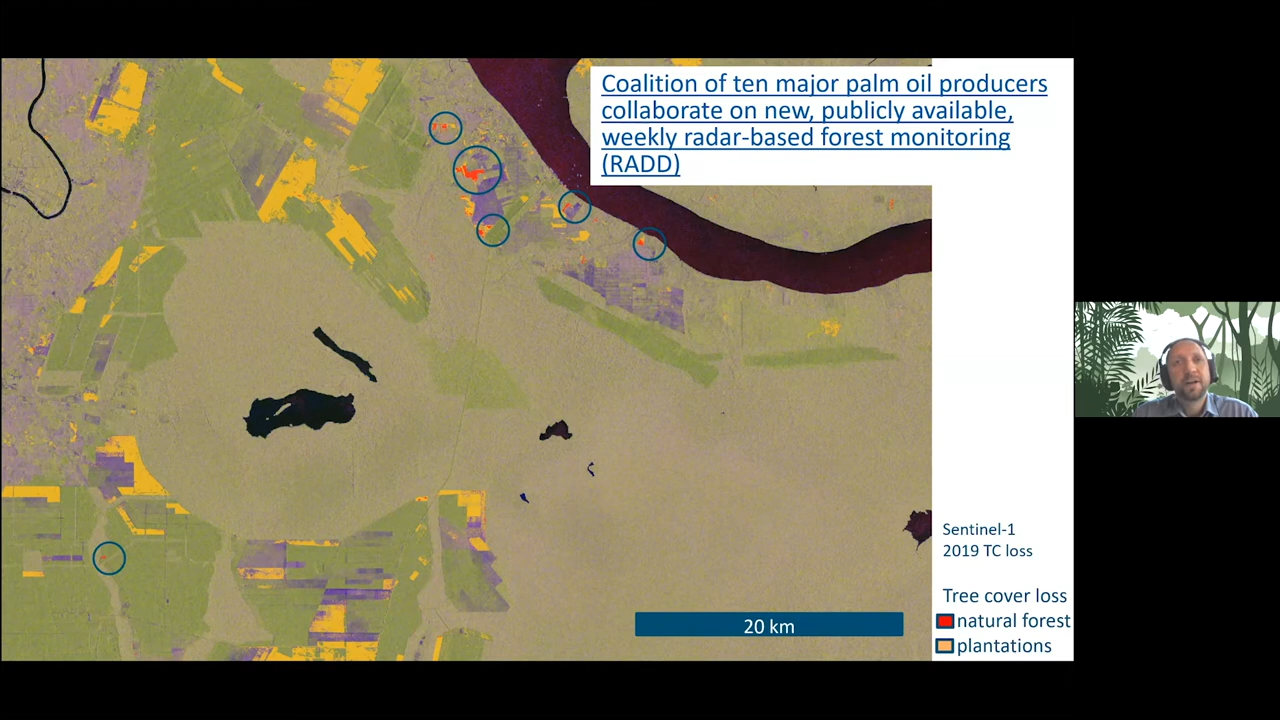 Coalition of ten major palm oil producers
collaborate on new, publicly available,
weekly radar-based forest monitoring
(RADD)
Sentinel-1
2019 TC loss
Tree cover loss
natural forest
plantations
20 km